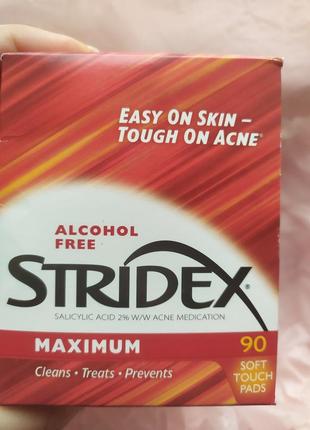 EASY ON SKIN –
TOUGH ON ACNE®
ALCOHOL
FREE
STRIDEX®
SALICYLIC ACID 2% W/W ACNE MEDICATION
MAXIMUM
90
SOFT
TOUCH
PADS
Cleans • Treats • Prevents